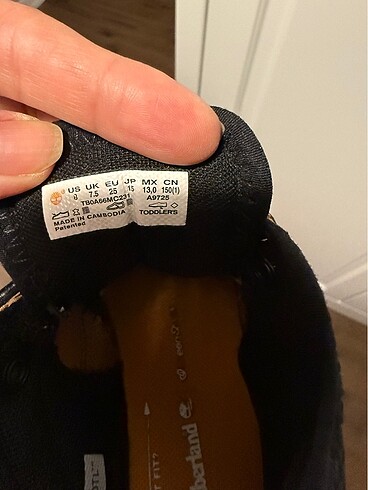 US UK EU JP MX CN
8 7.5 25 15 13,0 150(1)
TB0A66MC231 A9725
MADE IN CAMBODIA TODDLERS
Patented
FIT?